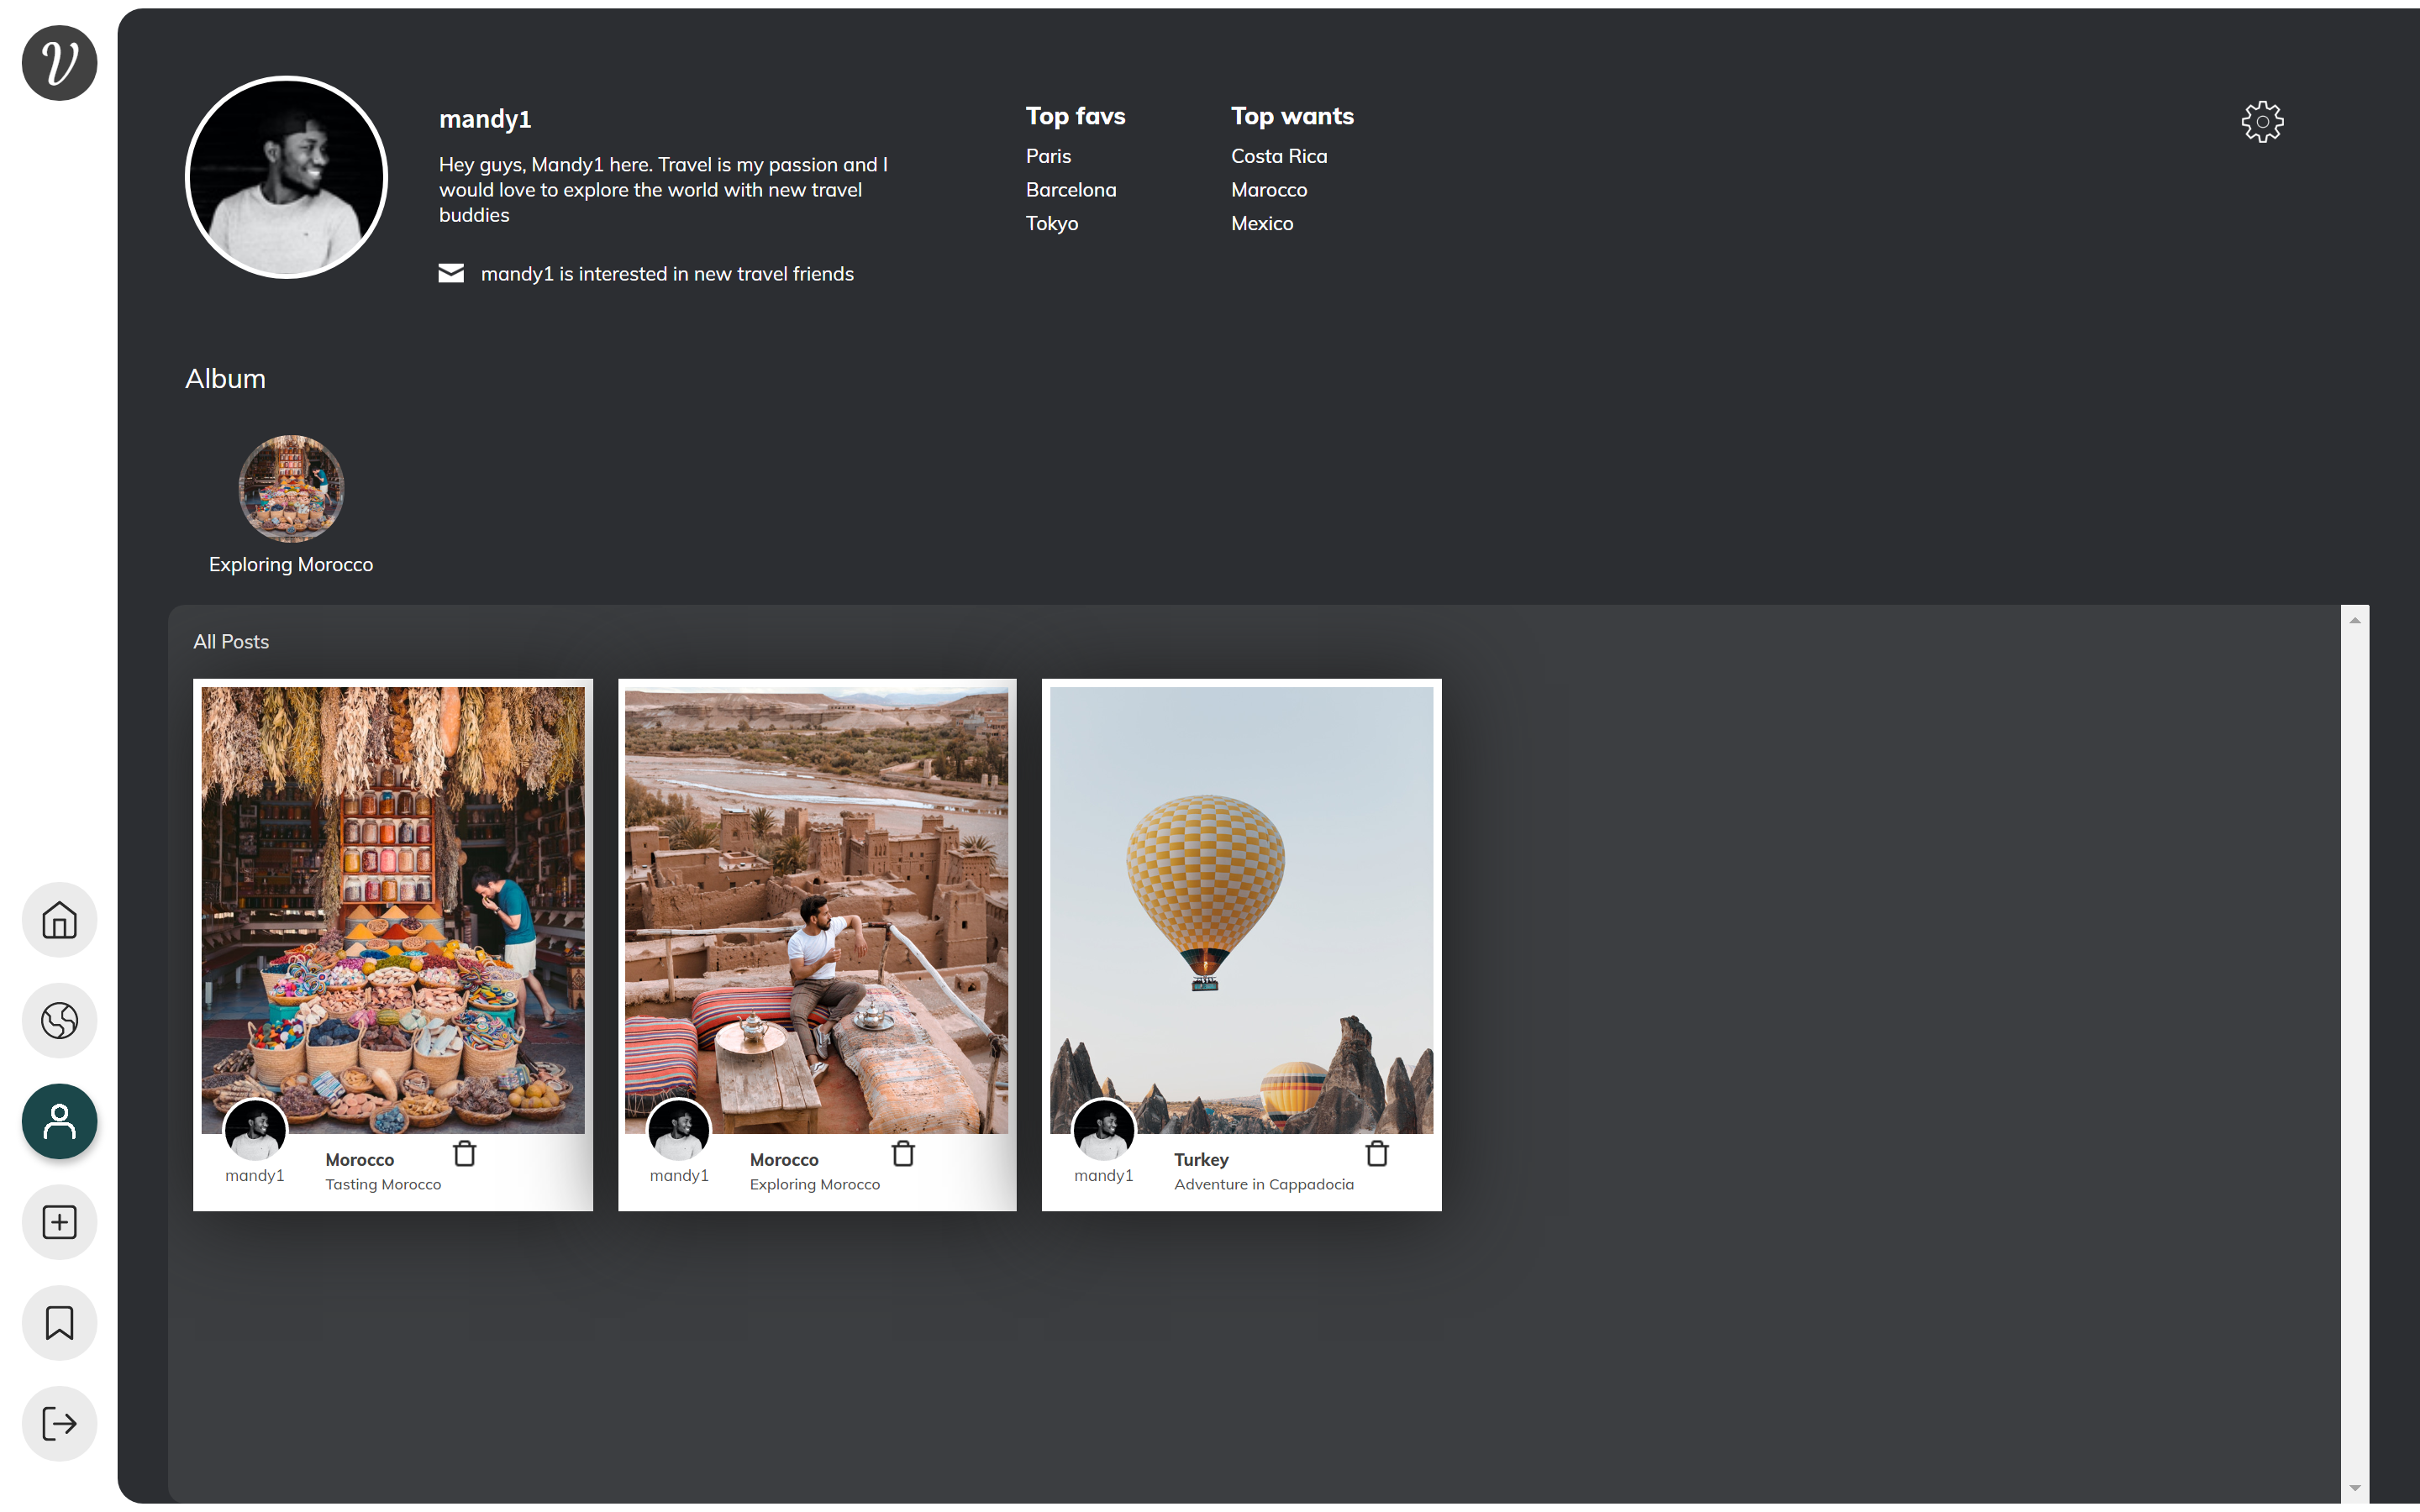 V
mandy1
Hey guys, Mandy1 here. Travel is my passion and I
would love to explore the world with new travel
buddies
mandy1 is interested in new travel friends
Top favs
Paris
Barcelona
Tokyo
Top wants
Costa Rica
Marocco
Mexico
Album
Exploring Morocco
All Posts
mandy1
Morocco
Tasting Morocco
mandy1
Morocco
Exploring Morocco
mandy1
Turkey
Adventure in Cappadocia